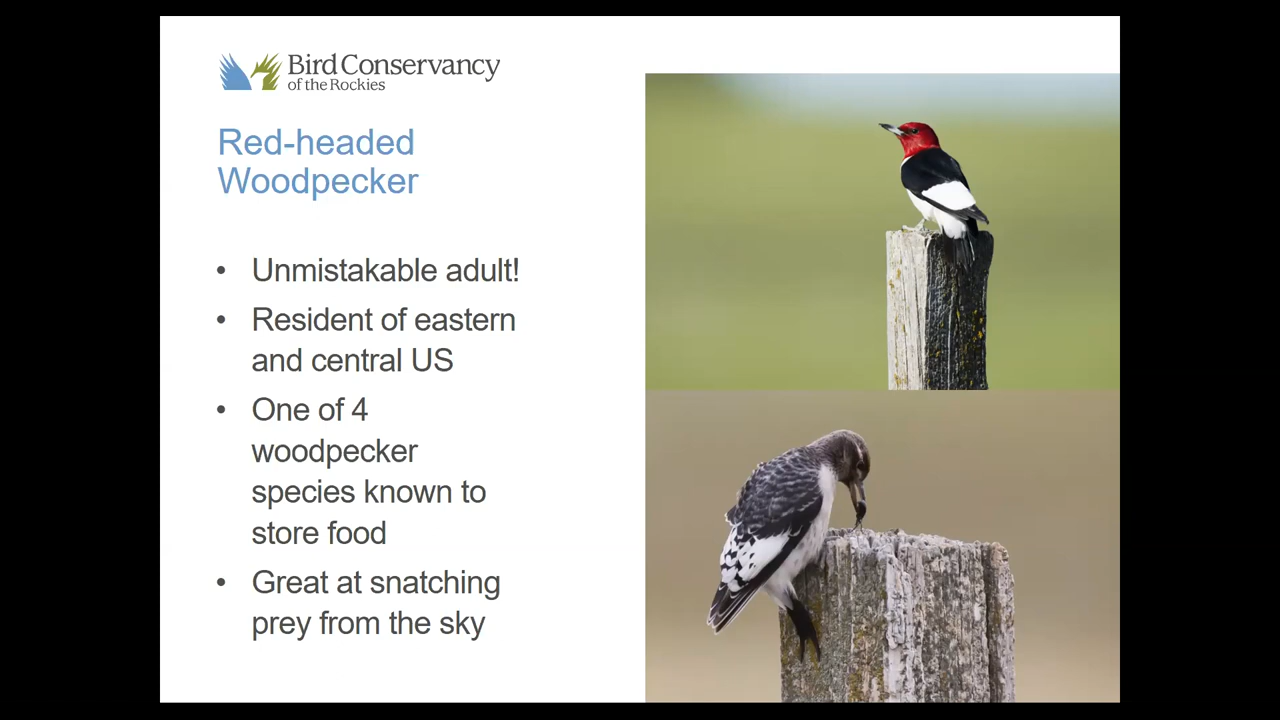 Bird Conservancy
of the Rockies
Red-headed
Woodpecker
• Unmistakable adult!
• Resident of eastern
and central US
• One of 4
woodpecker
species known to
store food
• Great at snatching
prey from the sky